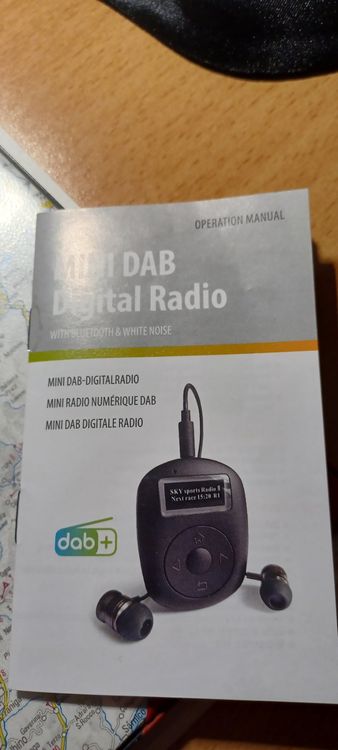 OPERATION MANUAL
MINI DAB
Digital Radio
WITH BLUETOOTH & WHITE NOISE
MINI DAB-DIGITALRADIO
MINI RADIO NUMÉRIQUE DAB
MINI DAB DIGITALE RADIO
SKY sports Radio 1
Next race 15:20 R1
dab+